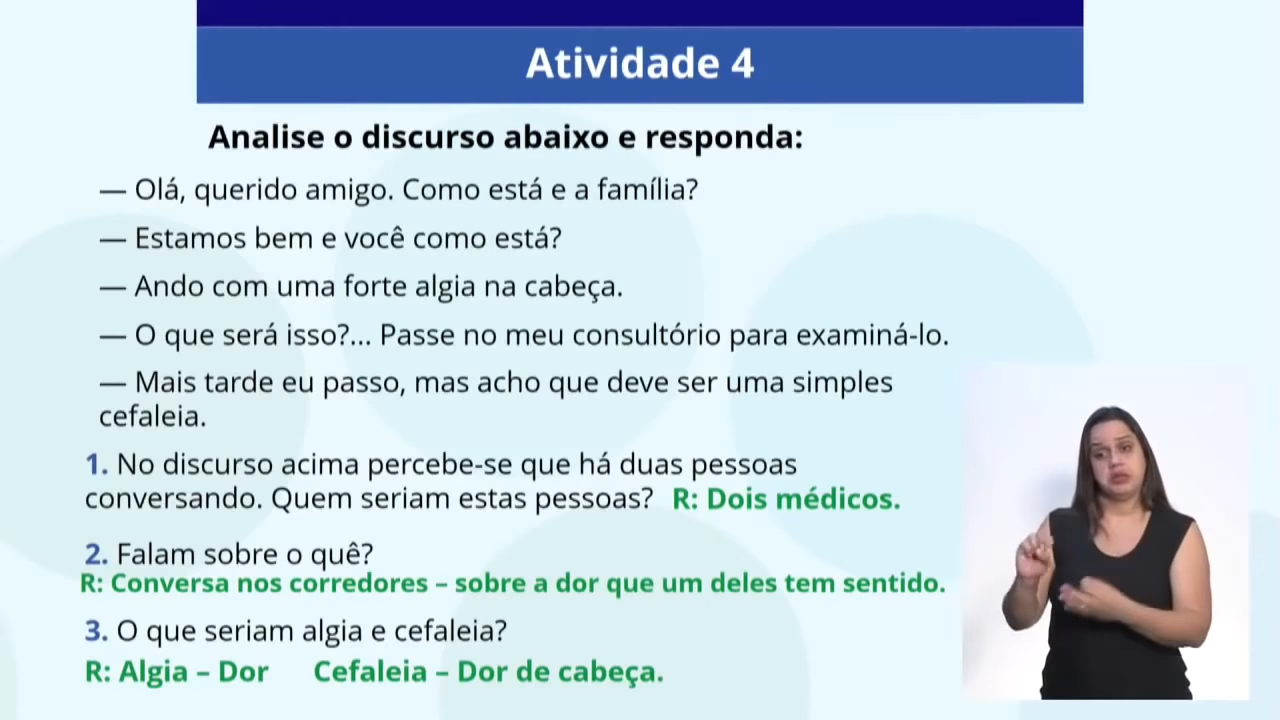 Atividade 4
Analise o discurso abaixo e responda:
— Olá, querido amigo. Como está e a família?
— Estamos bem e você como está?
— Ando com uma forte algia na cabeça.
— O que será isso?... Passe no meu consultório para examiná-lo.
— Mais tarde eu passo, mas acho que deve ser uma simples
cefaleia.
1. No discurso acima percebe-se que há duas pessoas
conversando. Quem seriam estas pessoas? R: Dois médicos.
2. Falam sobre o quê?
R: Conversa nos corredores – sobre a dor que um deles tem sentido.
3. O que seriam algia e cefaleia?
R: Algia – Dor Cefaleia – Dor de cabeça.